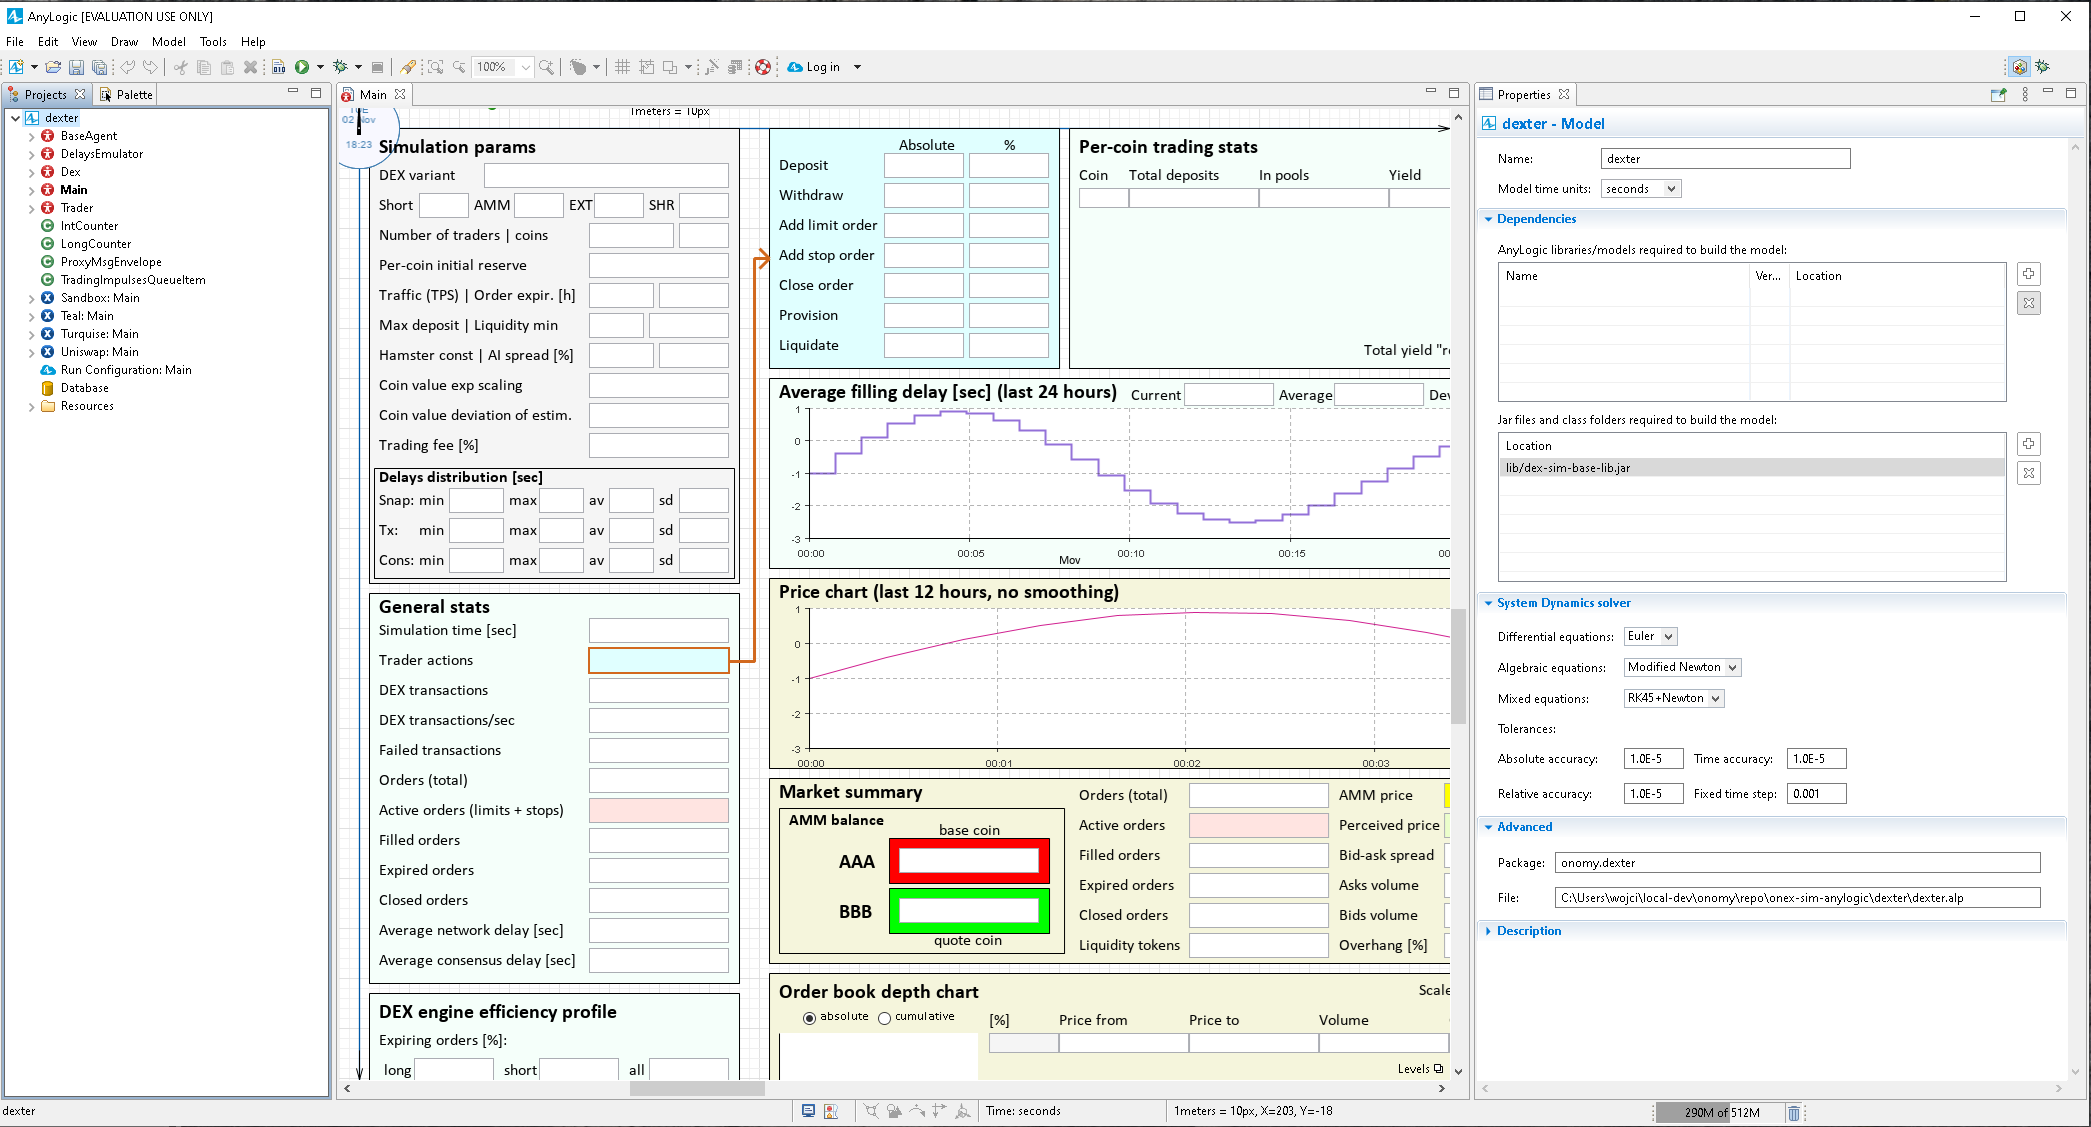 AnyLogic [EVALUATION USE ONLY]
File Edit View Draw Model Tools Help
100% Log in
Projects Palette
dexter
BaseAgent
DelaysEmulator
Dex
Main
Trader
IntCounter
LongCounter
ProxyMsgEnvelope
TradingImpulsesQueueItem
Sandbox: Main
Teal: Main
Turquise: Main
Uniswap: Main
Run Configuration: Main
Database
Resources
Main
1meters = 10px
02 Nov
18:23
Simulation params
DEX variant
Short AMM EXT SHR
Number of traders | coins
Per-coin initial reserve
Traffic (TPS) | Order expir. [h]
Max deposit | Liquidity min
Hamster const | AI spread [%]
Coin value exp scaling
Coin value deviation of estim.
Trading fee [%]
Delays distribution [sec]
Snap: min max av sd
Tx: min max av sd
Cons: min max av sd
General stats
Simulation time [sec]
Trader actions
DEX transactions
DEX transactions/sec
Failed transactions
Orders (total)
Active orders (limits + stops)
Filled orders
Expired orders
Closed orders
Average network delay [sec]
Average consensus delay [sec]
DEX engine efficiency profile
Expiring orders [%]:
long short all
Absolute %
Deposit
Withdraw
Add limit order
Add stop order
Close order
Provision
Liquidate
Per-coin trading stats
Coin Total deposits In pools Yield
Total yield "re
Average filling delay [sec] (last 24 hours) Current Average Dev
1
0
-1
-2
-3
00:00 00:05 00:10 00:15 00
Mov
Price chart (last 12 hours, no smoothing)
1
0
-1
-2
-3
00:00 00:01 00:02 00:03
Market summary
AMM balance
base coin
AAA
BBB
quote coin
Orders (total) AMM price
Active orders Perceived price
Filled orders Bid-ask spread
Expired orders Asks volume
Closed orders Bids volume
Liquidity tokens Overhang [%]
Order book depth chart Scale
absolute cumulative
[%] Price from Price to Volume
Levels
Properties
dexter - Model
Name: dexter
Model time units: seconds
Dependencies
AnyLogic libraries/models required to build the model:
Name Ver... Location
Jar files and class folders required to build the model:
Location
lib/dex-sim-base-lib.jar
System Dynamics solver
Differential equations: Euler
Algebraic equations: Modified Newton
Mixed equations: RK45+Newton
Tolerances:
Absolute accuracy: 1.0E-5 Time accuracy: 1.0E-5
Relative accuracy: 1.0E-5 Fixed time step: 0.001
Advanced
Package: onomy.dexter
File: C:\Users\wojci\local-dev\onomy\repo\onex-sim-anylogic\dexter\dexter.alp
Description
dexter
Time: seconds
1meters = 10px, X=203, Y=-18
290M of 512M